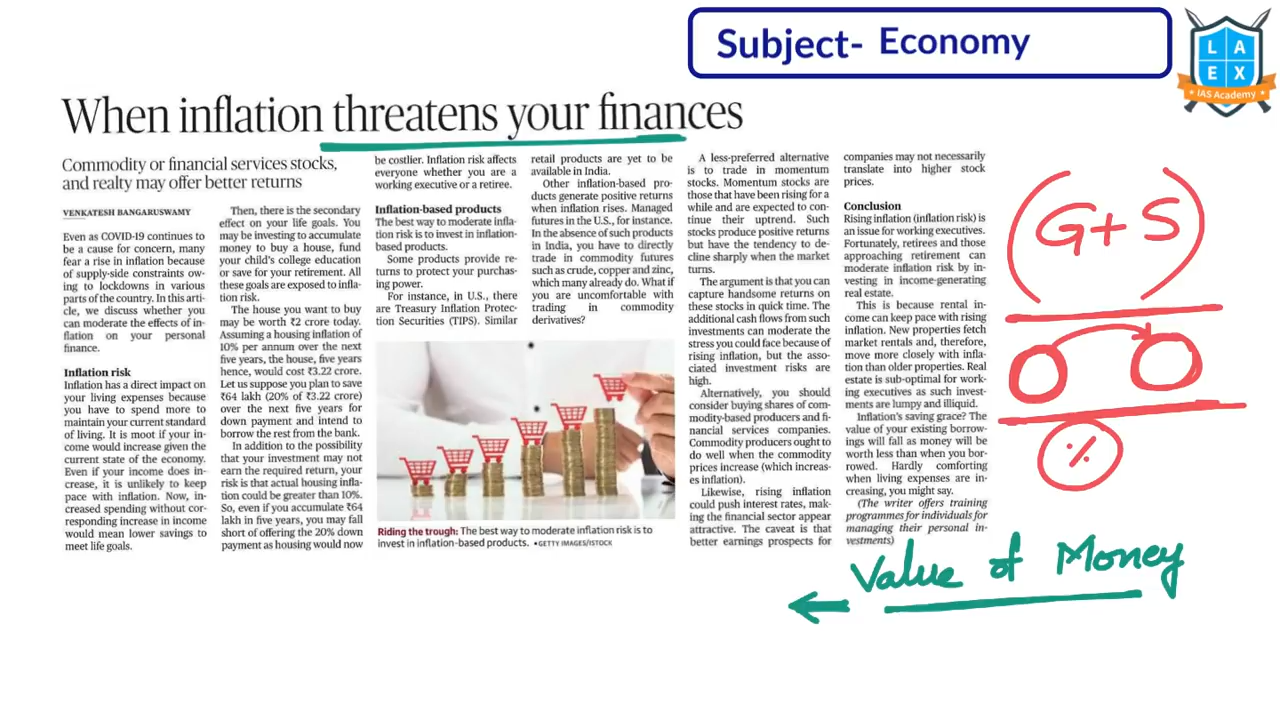 Subject- Economy
L A
E X
IAS Academy
When inflation threatens your finances
Commodity or financial services stocks,
and realty may offer better returns
VENKATESH BANGARUSWAMY
Even as COVID-19 continues to
be a cause for concern, many
fear a rise in inflation because
of supply-side constraints ow-
ing to lockdowns in various
parts of the country. In this arti-
cle, we discuss whether you
can moderate the effects of in-
flation on your personal
finance.
Inflation risk
Inflation has a direct impact on
your living expenses because
you have to spend more to
maintain your current standard
of living. It is moot if your in-
come would increase given the
current state of the economy.
Even if your income does in-
crease, it is unlikely to keep
pace with inflation. Now, in-
creased spending without cor-
responding increase in income
would mean lower savings to
meet life goals.
Then, there is the secondary
effect on your life goals. You
may be investing to accumulate
money to buy a house, fund
your child's college education
or save for your retirement. All
these goals are exposed to infla-
tion risk.
The house you want to buy
may be worth ₹2 crore today.
Assuming a housing inflation of
10% per annum over the next
five years, the house, five years
hence, would cost ₹3.22 crore.
Let us suppose you plan to save
₹64 lakh (20% of ₹3.22 crore)
over the next five years for
down payment and intend to
borrow the rest from the bank.
In addition to the possibility
that your investment may not
earn the required return, your
risk is that actual housing infla-
tion could be greater than 10%.
So, even if you accumulate ₹64
lakh in five years, you may fall
short of offering the 20% down
payment as housing would now
be costlier. Inflation risk affects
everyone whether you are a
working executive or a retiree.
Inflation-based products
The best way to moderate infla-
tion risk is to invest in inflation-
based products.
Some products provide re-
turns to protect your purchas-
ing power.
For instance, in U.S., there
are Treasury Inflation Protec-
tion Securities (TIPS). Similar
retail products are yet to be
available in India.
Other inflation-based pro-
ducts generate positive returns
when inflation rises. Managed
futures in the U.S., for instance.
In the absence of such products
in India, you have to directly
trade in commodity futures
such as crude, copper and zinc,
which many already do. What if
you are uncomfortable with
trading in commodity
derivatives?
Riding the trough: The best way to moderate inflation risk is to
invest in inflation-based products. •GETTY IMAGES/ISTOCK
A less-preferred alternative
is to trade in momentum
stocks. Momentum stocks are
those that have been rising for a
while and are expected to con-
tinue their uptrend. Such
stocks produce positive returns
but have the tendency to de-
cline sharply when the market
turns.
The argument is that you can
capture handsome returns on
these stocks in quick time. The
additional cash flows from such
investments can moderate the
stress you could face because of
rising inflation, but the asso-
ciated investment risks are
high.
Alternatively, you should
consider buying shares of com-
modity-based producers and fi-
nancial services companies.
Commodity producers ought to
do well when the commodity
prices increase (which increas-
es inflation).
Likewise, rising inflation
could push interest rates, mak-
ing the financial sector appear
attractive. The caveat is that
better earnings prospects for
companies may not necessarily
translate into higher stock
prices.
Conclusion
Rising inflation (inflation risk) is
an issue for working executives.
Fortunately, retirees and those
approaching retirement can
moderate inflation risk by in-
vesting in income-generating
real estate.
This is because rental in-
come can keep pace with rising
inflation. New properties fetch
market rentals and, therefore,
move more closely with infla-
tion than older properties. Real
estate is sub-optimal for work-
ing executives as such invest-
ments are lumpy and illiquid.
Inflation's saving grace? The
value of your existing borrow-
ings will fall as money will be
worth less than when you bor-
rowed. Hardly comforting
when living expenses are in-
creasing, you might say.
(The writer offers training
programmes for individuals for
managing their personal in-
vestments)
(G+S)
%
Value of Money